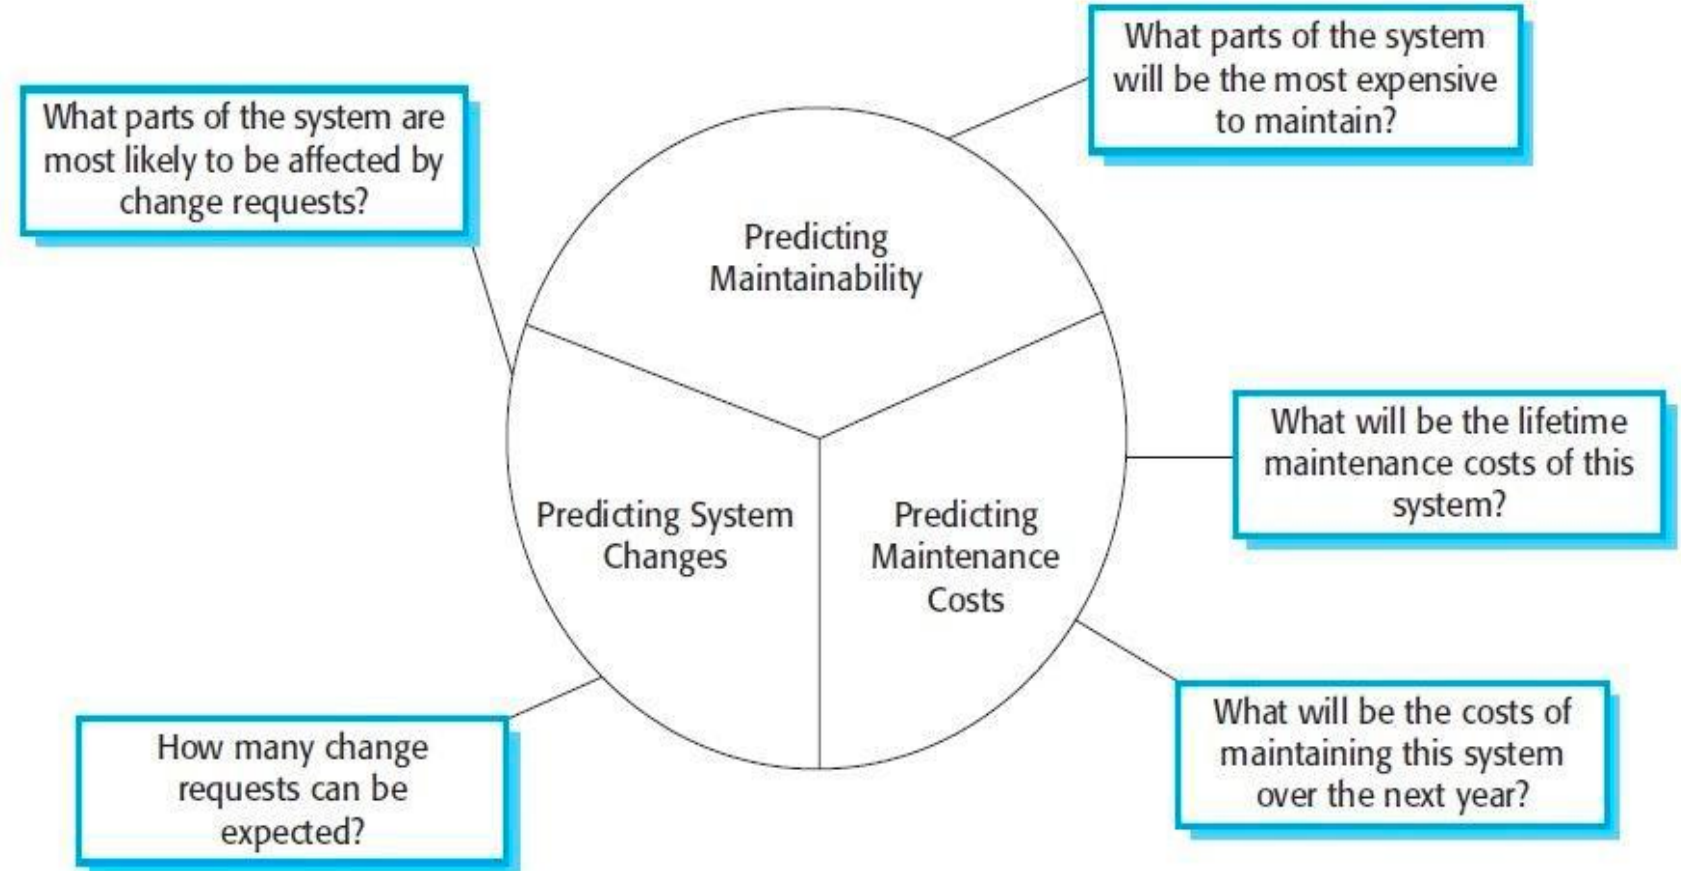 What parts of the system
will be the most expensive
to maintain?
What parts of the system are
most likely to be affected by
change requests?
Predicting
Maintainability
What will be the lifetime
maintenance costs of this
system?
Predicting System
Changes
Predicting
Maintenance
Costs
What will be the costs of
maintaining this system
over the next year?
How many change
requests can be
expected?